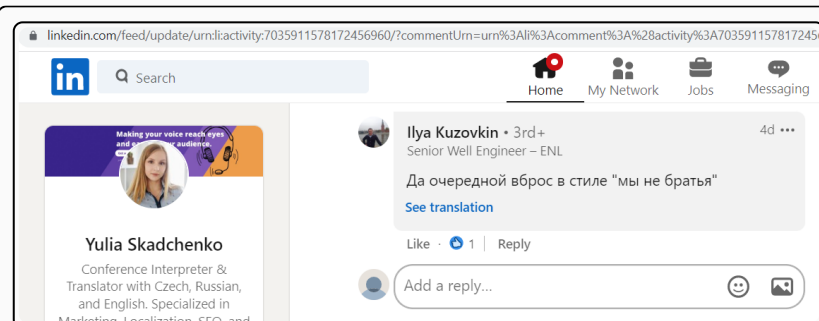 linkedin.com/feed/update/urn:li:activity:7035911578172456960/?commentUrn=urn%3Ali%3Acomment%3A%28activity%3A703591157817245
in
Search
Home
My Network
Jobs
Messaging
Making your voice reach eyes
Yulia Skadchenko
Conference Interpreter &
Translator with Czech, Russian,
and English. Specialized in
Marketing, Localization, SEO, and
Ilya Kuzovkin • 3rd+
4d
Senior Well Engineer – ENL
Да очередной вброс в стиле "мы не братья"
See translation
Like · 1 | Reply
Add a reply...